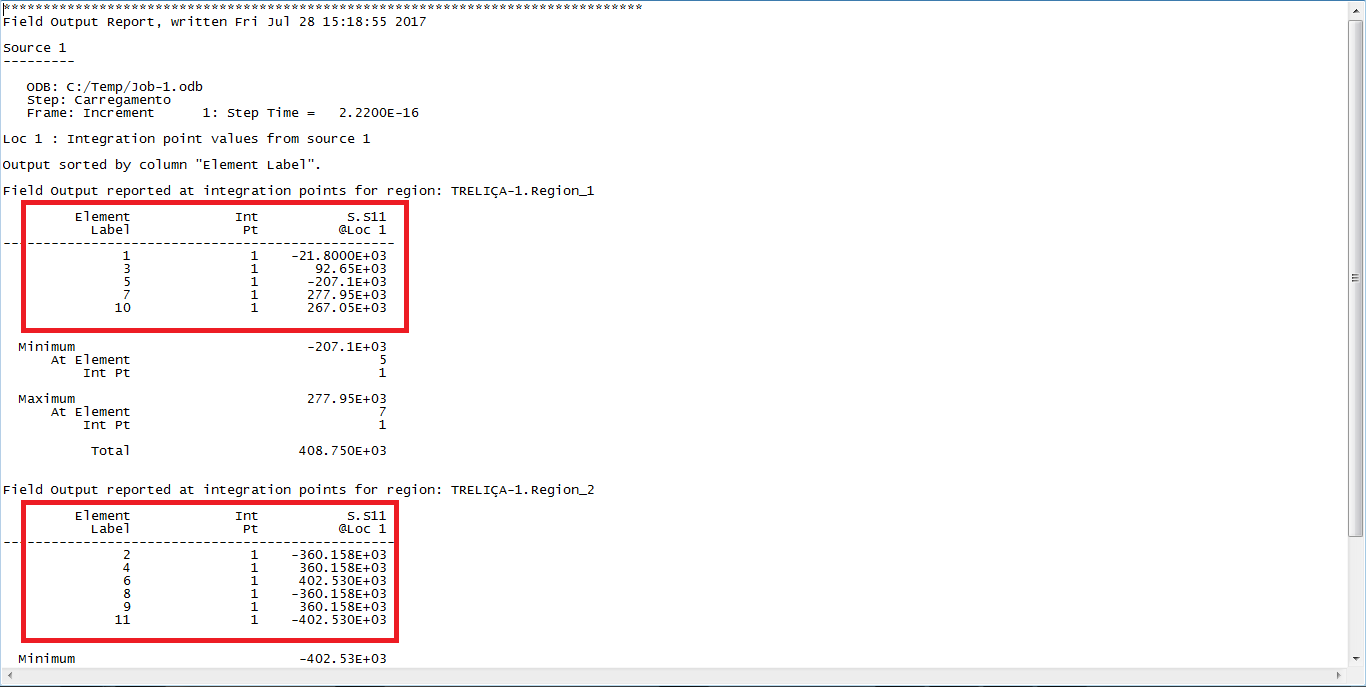 ********************************************************************************
Field Output Report, written Fri Jul 28 15:18:55 2017
Source 1
---------
ODB: C:/Temp/Job-1.odb
Step: Carregamento
Frame: Increment      1: Step Time =   2.2200E-16
Loc 1 : Integration point values from source 1
Output sorted by column "Element Label".
Field Output reported at integration points for region: TRELIÇA-1.Region_1
Element             Int           S.S11
Label              Pt          @Loc 1
-------------------------------------------------
1               1    -21.8000E+03
3               1       92.65E+03
5               1      -207.1E+03
7               1      277.95E+03
10               1      267.05E+03
Minimum                             -207.1E+03
At Element                               5
Int Pt                               1
Maximum                             277.95E+03
At Element                               7
Int Pt                               1
Total                     408.750E+03
Field Output reported at integration points for region: TRELIÇA-1.Region_2
Element             Int           S.S11
Label              Pt          @Loc 1
-------------------------------------------------
2               1    -360.158E+03
4               1     360.158E+03
6               1     402.530E+03
8               1    -360.158E+03
9               1     360.158E+03
11               1    -402.530E+03
Minimum                            -402.53E+03